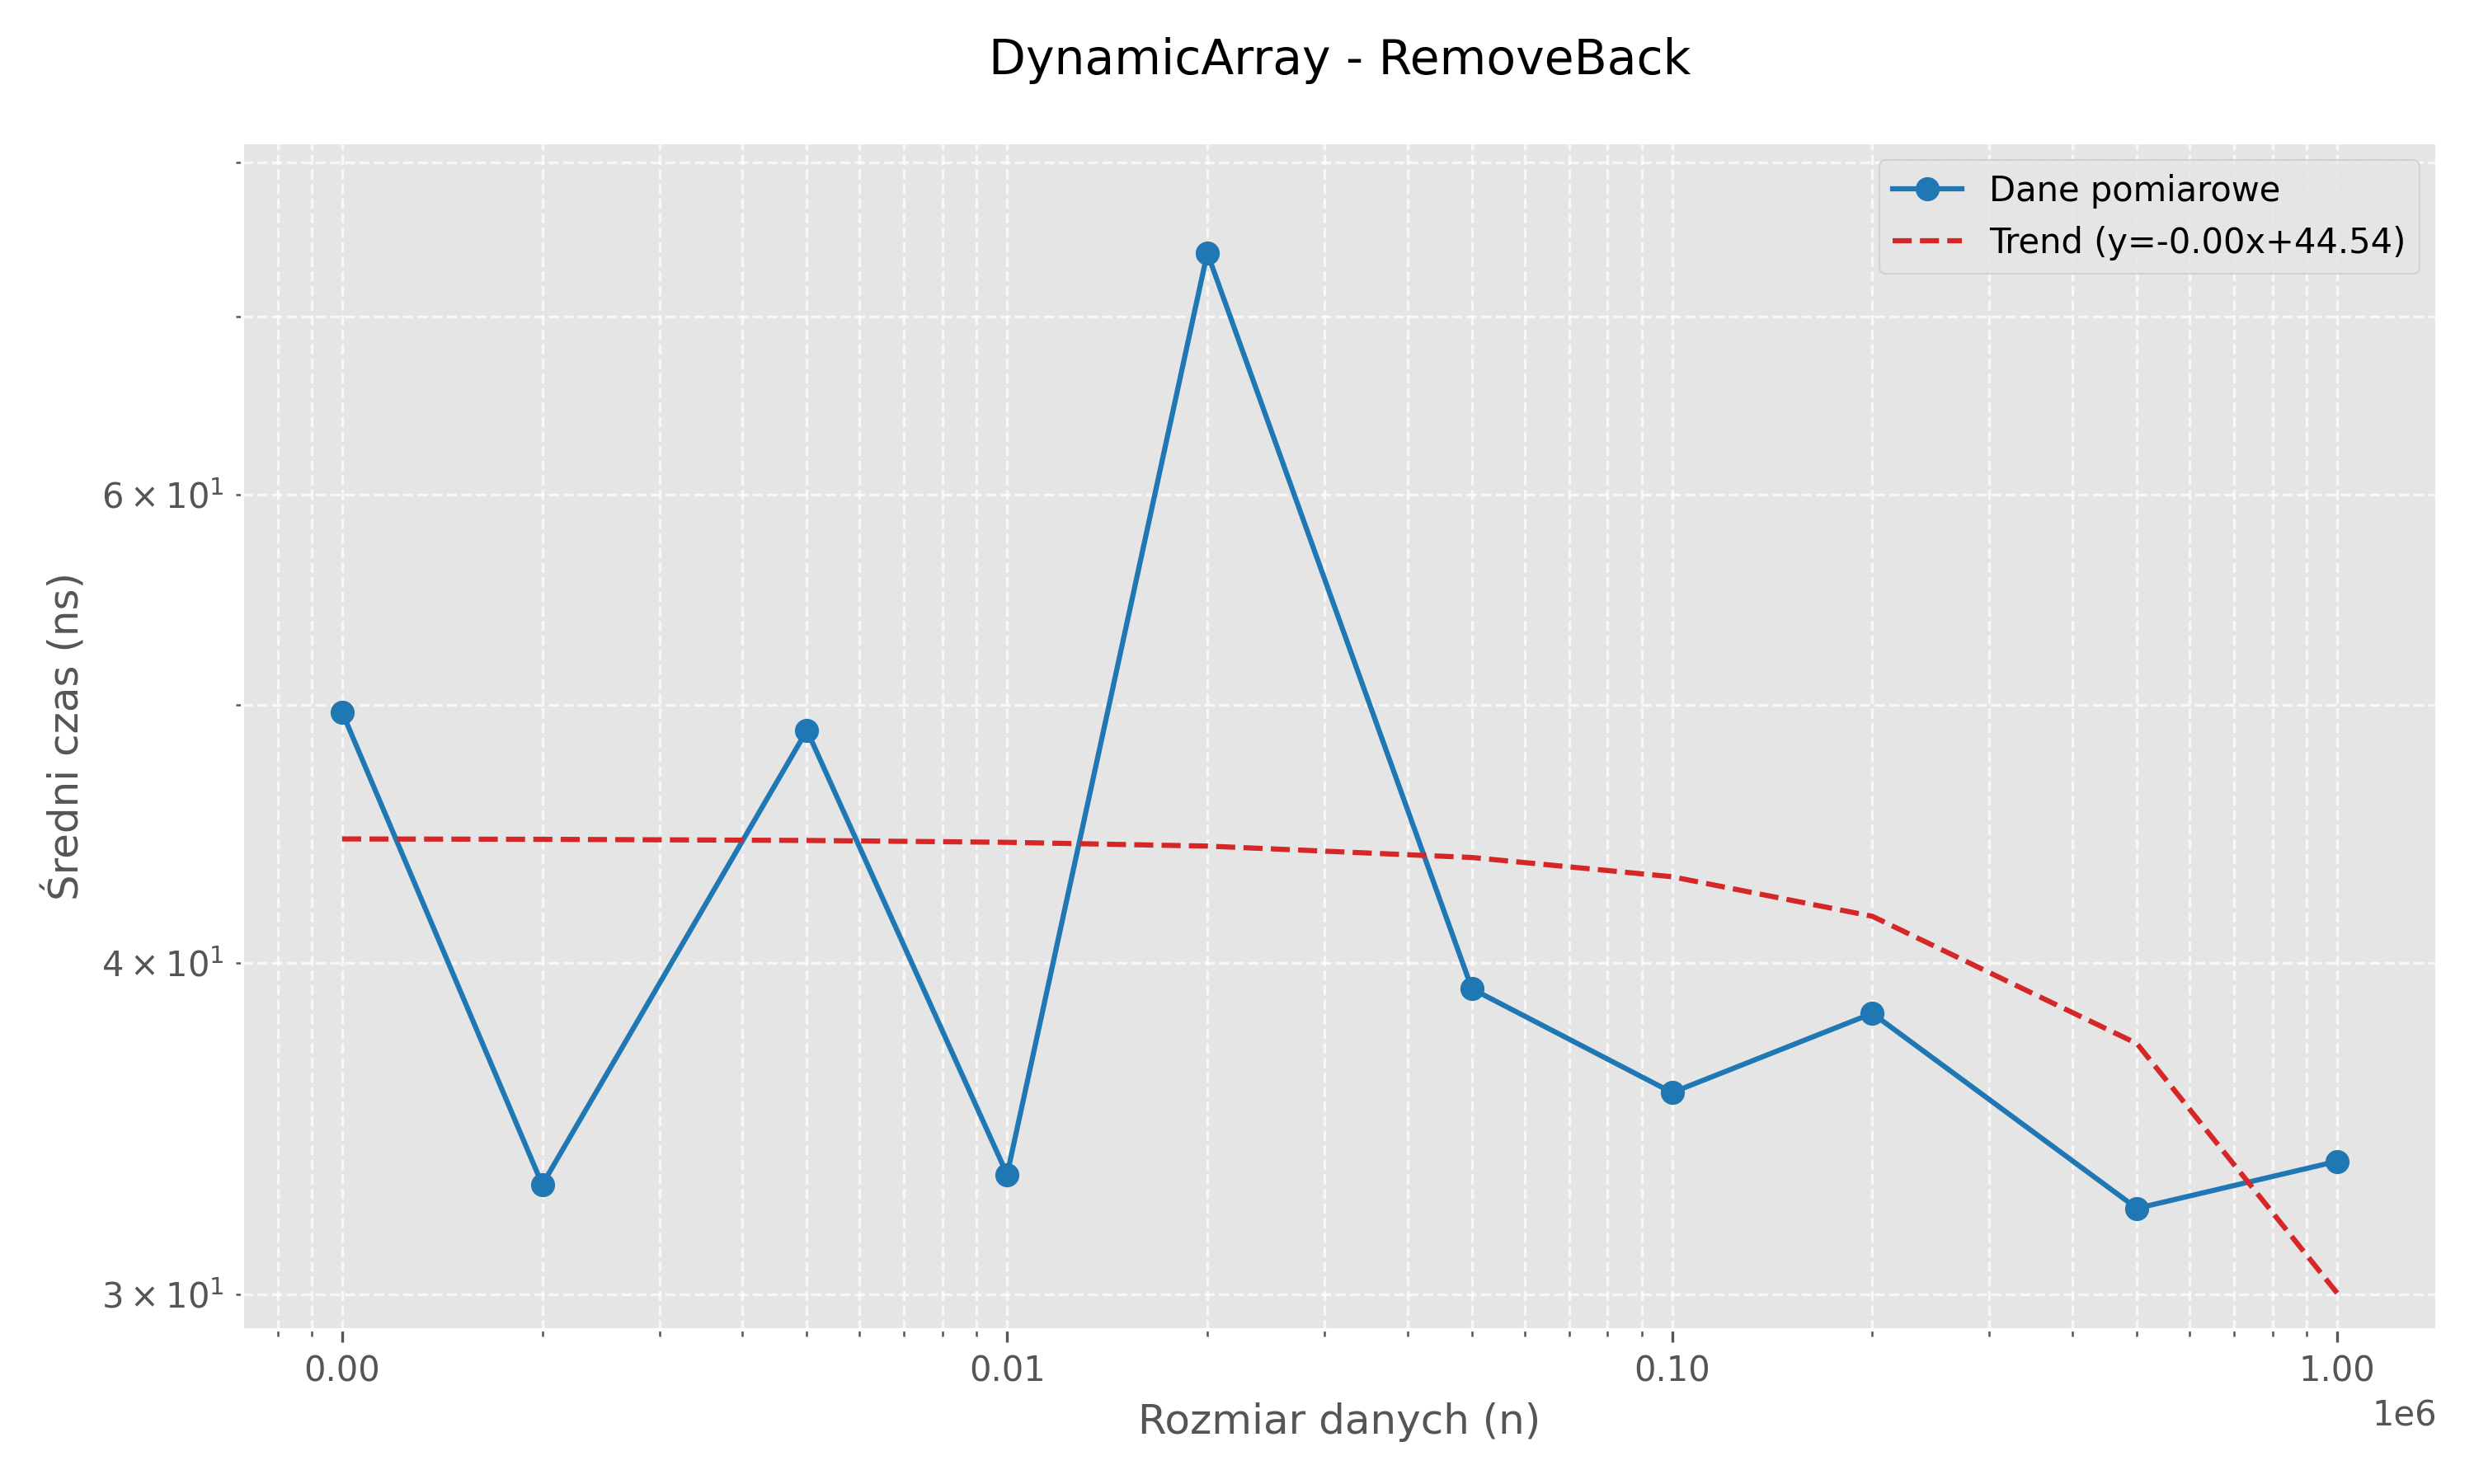 DynamicArray - RemoveBack
Dane pomiarowe
Trend (y=-0.00x+44.54)
Średni czas (ns)
6 × 10¹
4 × 10¹
3 × 10¹
0.00 0.01 0.10 1.00
1e6
Rozmiar danych (n)